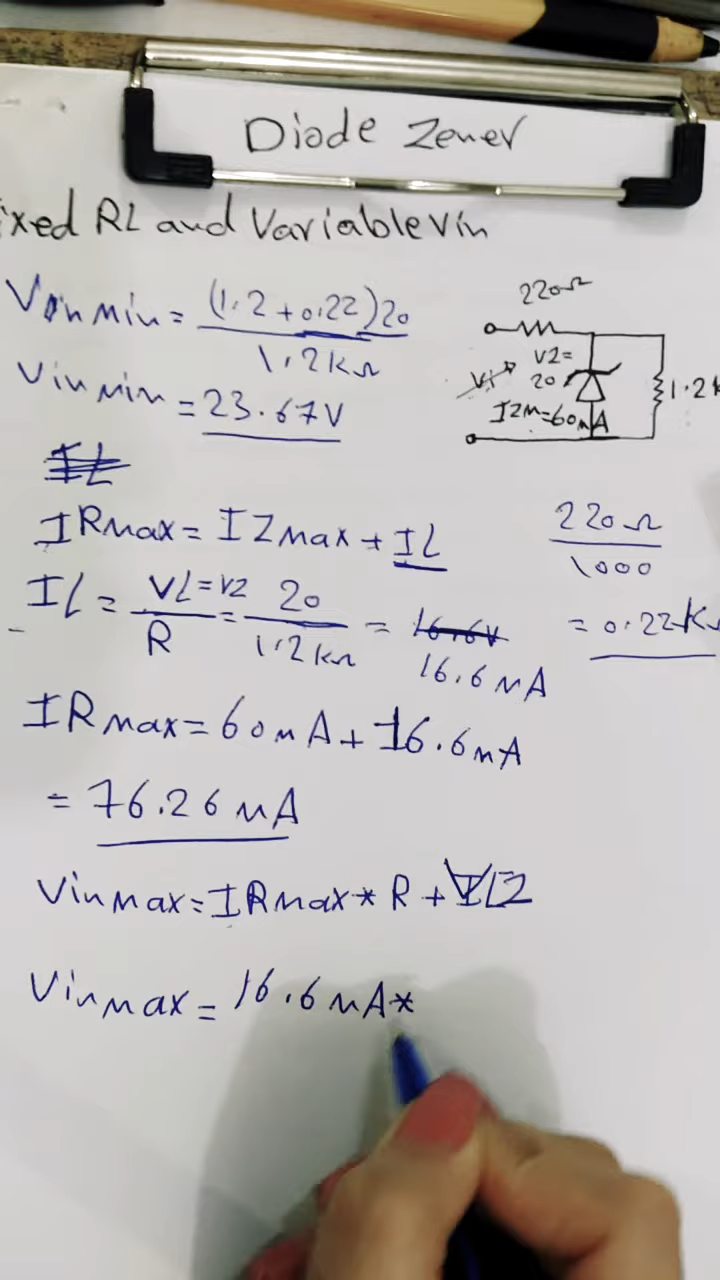 Diode Zener
ixed RL and Variable Vin
Vin min = (1.2 + 0.22)20
1.2kΩ
220Ω
VZ=
20
IZM=60mA
1.2k
Vin min = 23.67V
IL
IRmax = IZmax + IL
220Ω
1000
= 0.22k
IL = VL=VZ = 20 = 16.6V
R 1.2kΩ 16.6mA
IRmax = 60mA + 16.6mA
= 76.26mA
Vin max = IRmax * R +
Vin max = 16.6mA*